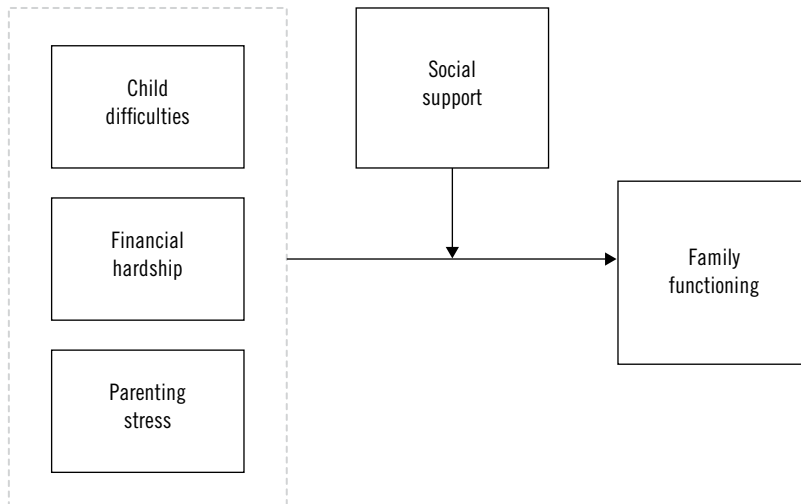 Child
difficulties
Financial
hardship
Parenting
stress
Social
support
Family
functioning